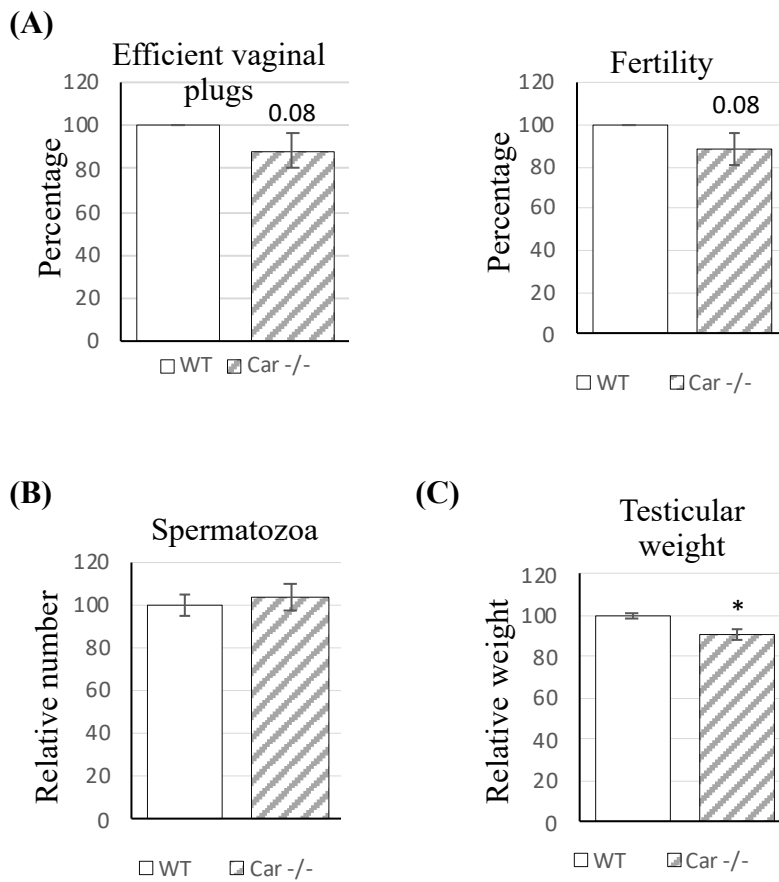 (A)
Efficient vaginal
plugs
Percentage
120
100
80
60
40
20
0
0.08
WT Car -/-
Fertility
Percentage
120
100
80
60
40
20
0
0.08
WT Car -/-
(B)
Spermatozoa
Relative number
120
100
80
60
40
20
0
WT Car -/-
(C)
Testicular
weight
Relative weight
120
100
80
60
40
20
0
*
WT Car -/-